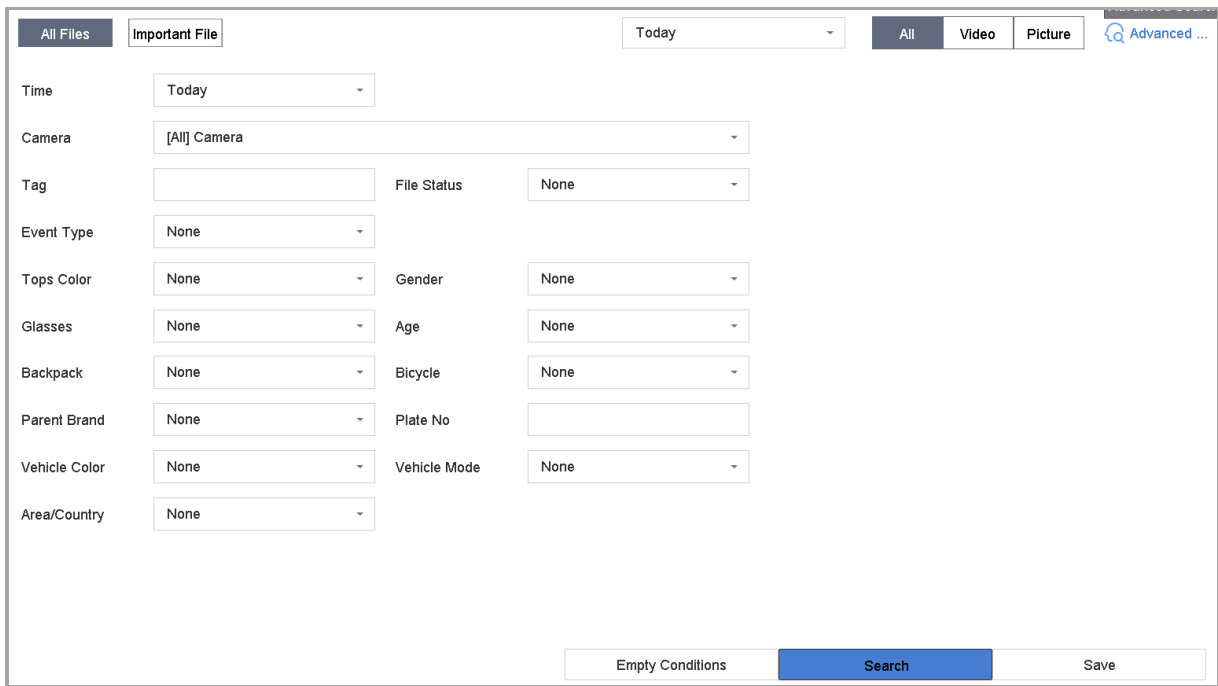 All Files Important File Today All Video Picture Advanced ...
Time Today
Camera [All] Camera
Tag File Status None
Event Type None
Tops Color None Gender None
Glasses None Age None
Backpack None Bicycle None
Parent Brand None Plate No
Vehicle Color None Vehicle Mode None
Area/Country None
Empty Conditions Search Save